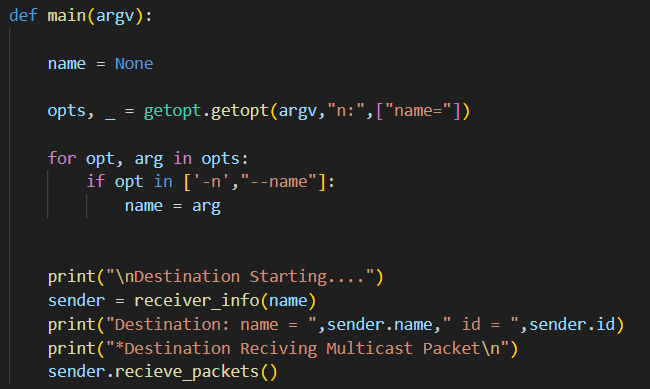 def main(argv):
name = None
opts, _ = getopt.getopt(argv,"n:",["name="])
for opt, arg in opts:
if opt in ['-n',"--name"]:
name = arg
print("\nDestination Starting....")
sender = receiver_info(name)
print("Destination: name = ",sender.name," id = ",sender.id)
print("*Destination Reciving Multicast Packet\n")
sender.recieve_packets()